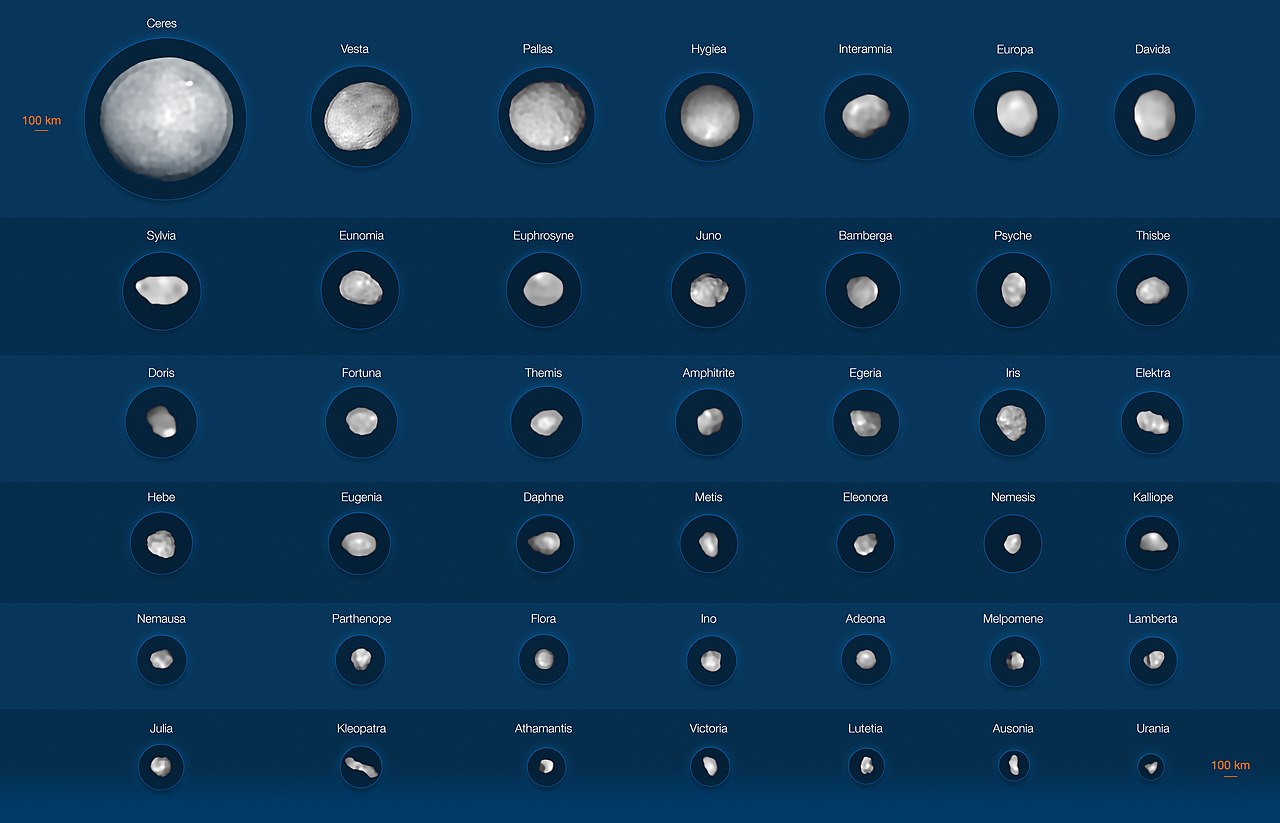 Ceres
Vesta
Pallas
Hygiea
Interamnia
Europa
Davida
100 km
Sylvia
Eunomia
Euphrosyne
Juno
Bamberga
Psyche
Thisbe
Doris
Fortuna
Themis
Amphitrite
Egeria
Iris
Elektra
Hebe
Eugenia
Daphne
Metis
Eleonora
Nemesis
Kalliope
Nemausa
Parthenope
Flora
Ino
Adeona
Melpomene
Lamberta
Julia
Kleopatra
Athamantis
Victoria
Lutetia
Ausonia
Urania
100 km